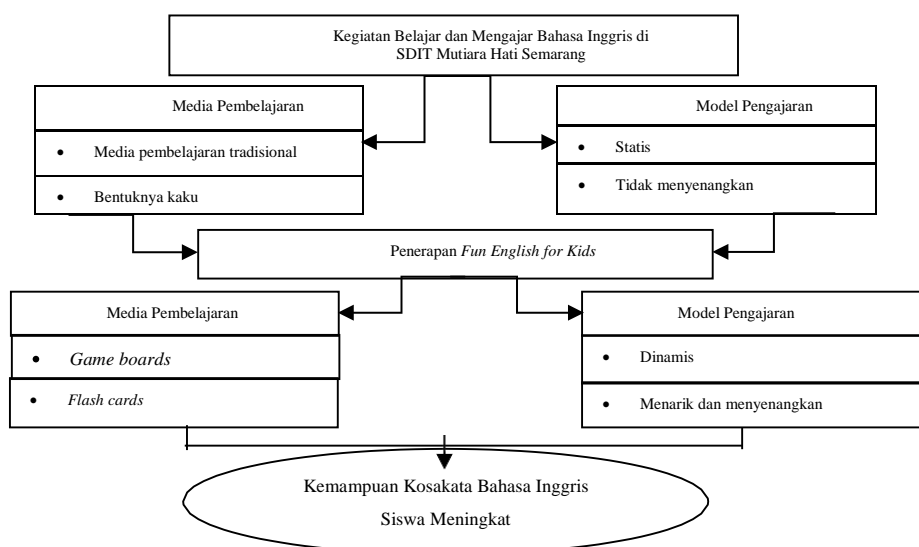 Kegiatan Belajar dan Mengajar Bahasa Inggris di
SDIT Mutiara Hati Semarang
Media Pembelajaran
• Media pembelajaran tradisional
• Bentuknya kaku
Model Pengajaran
• Statis
• Tidak menyenangkan
Penerapan Fun English for Kids
Media Pembelajaran
• Game boards
• Flash cards
Model Pengajaran
• Dinamis
• Menarik dan menyenangkan
Kemampuan Kosakata Bahasa Inggris
Siswa Meningkat